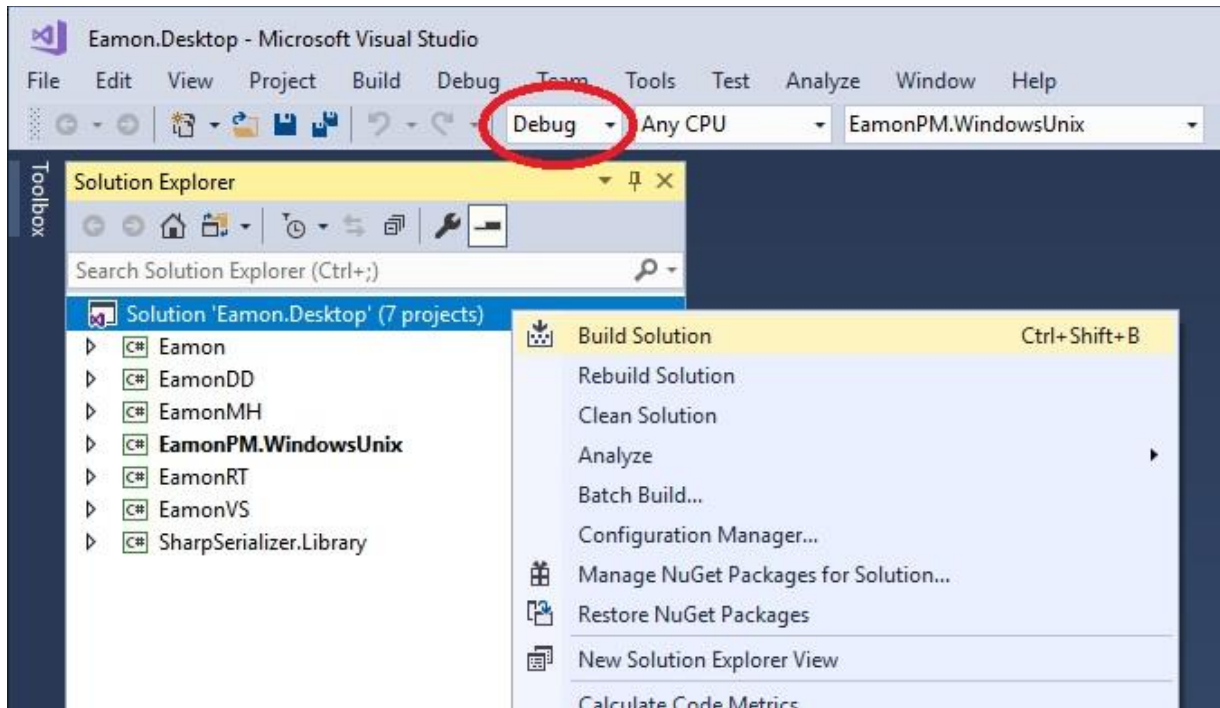 Eamon.Desktop - Microsoft Visual Studio
File Edit View Project Build Debug Team Tools Test Analyze Window Help
Debug Any CPU EamonPM.WindowsUnix
Toolbox
Solution Explorer
Search Solution Explorer (Ctrl+;)
Solution 'Eamon.Desktop' (7 projects)
C# Eamon
C# EamonDD
C# EamonMH
C# EamonPM.WindowsUnix
C# EamonRT
C# EamonVS
C# SharpSerializer.Library
Build Solution Ctrl+Shift+B
Rebuild Solution
Clean Solution
Analyze
Batch Build...
Configuration Manager...
Manage NuGet Packages for Solution...
Restore NuGet Packages
New Solution Explorer View
Calculate Code Metrics